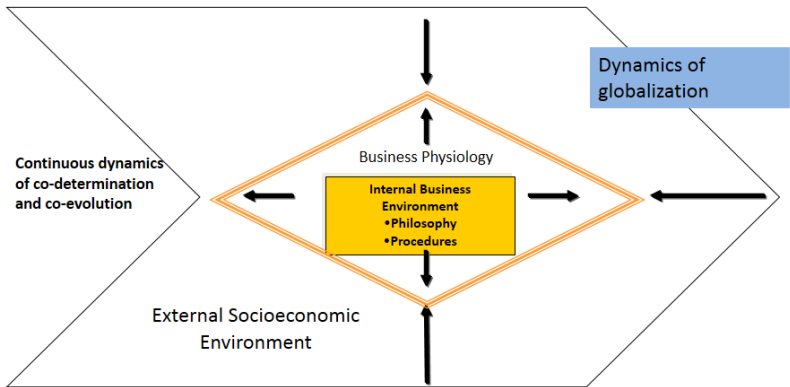 Dynamics of
globalization
Continuous dynamics
of co-determination
and co-evolution
Business Physiology
Internal Business
Environment
•Philosophy
•Procedures
External Socioeconomic
Environment